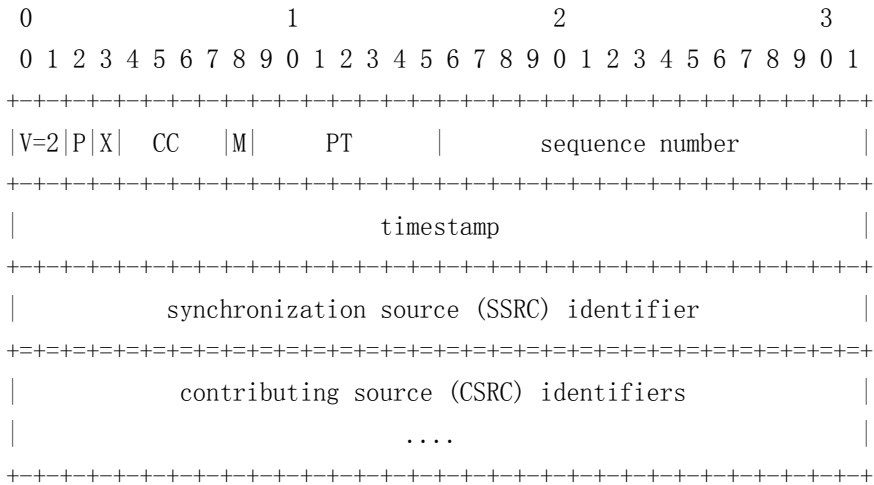 0                   1                   2                   3
 0 1 2 3 4 5 6 7 8 9 0 1 2 3 4 5 6 7 8 9 0 1 2 3 4 5 6 7 8 9 0 1
+-+-+-+-+-+-+-+-+-+-+-+-+-+-+-+-+-+-+-+-+-+-+-+-+-+-+-+-+-+-+-+-+
|V=2|P|X|  CC   |M|     PT      |       sequence number         |
+-+-+-+-+-+-+-+-+-+-+-+-+-+-+-+-+-+-+-+-+-+-+-+-+-+-+-+-+-+-+-+-+
|                           timestamp                           |
+-+-+-+-+-+-+-+-+-+-+-+-+-+-+-+-+-+-+-+-+-+-+-+-+-+-+-+-+-+-+-+-+
|           synchronization source (SSRC) identifier            |
+=+=+=+=+=+=+=+=+=+=+=+=+=+=+=+=+=+=+=+=+=+=+=+=+=+=+=+=+=+=+=+=+
|            contributing source (CSRC) identifiers             |
|                             ....                              |
+-+-+-+-+-+-+-+-+-+-+-+-+-+-+-+-+-+-+-+-+-+-+-+-+-+-+-+-+-+-+-+-+